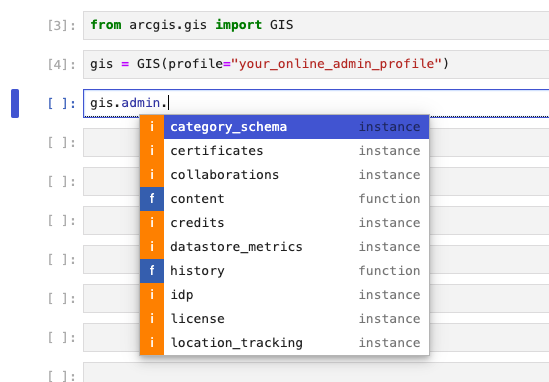 [3]: from arcgis.gis import GIS
[4]: gis = GIS(profile="your_online_admin_profile")
[ ]: gis.admin.
[ ]: i category_schema instance
i certificates instance
[ ]: i collaborations instance
f content function
[ ]: i credits instance
i datastore_metrics instance
[ ]: f history function
[ ]: i idp instance
i license instance
[ ]: i location_tracking instance
[ ]: